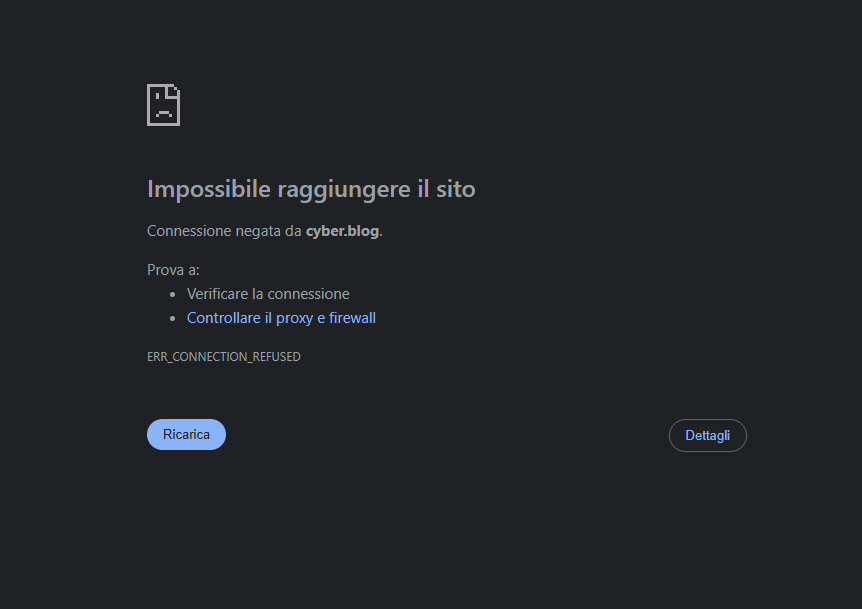 Impossibile raggiungere il sito
Connessione negata da cyber.blog.
Prova a:
Verificare la connessione
Controllare il proxy e firewall
ERR_CONNECTION_REFUSED
Ricarica
Dettagli